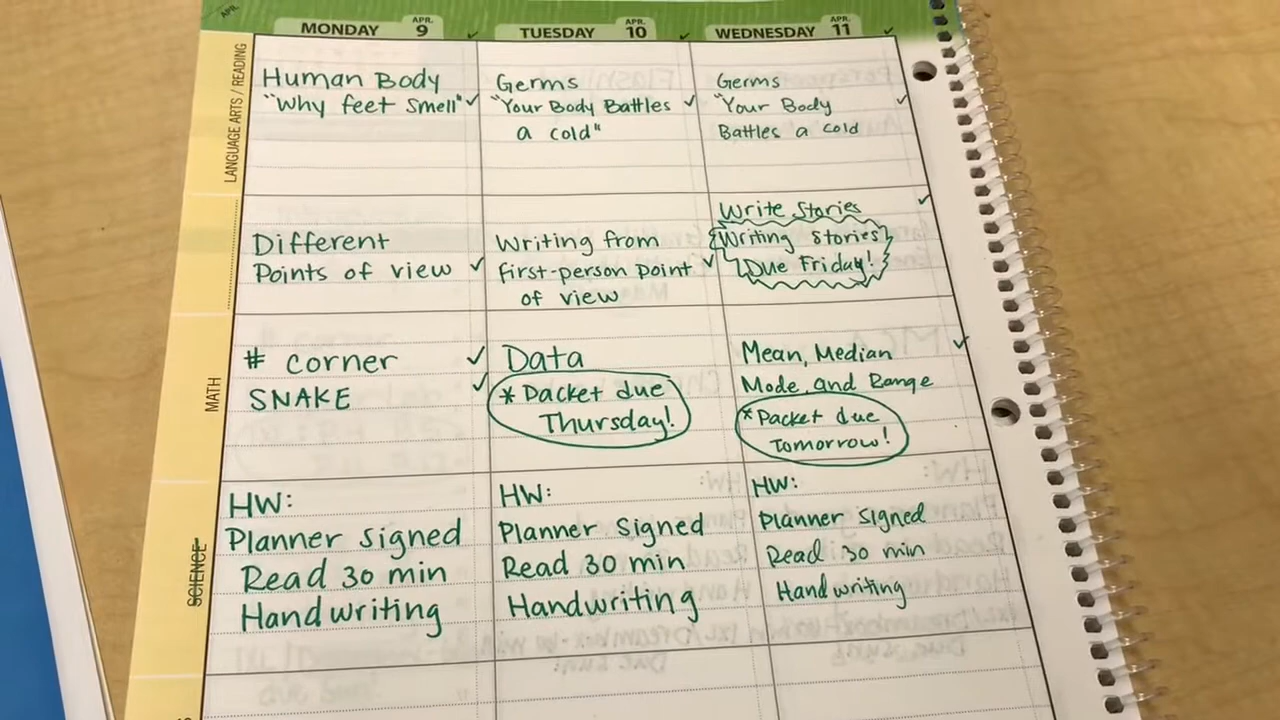 APR.
MONDAY APR. 9
TUESDAY APR. 10
WEDNESDAY APR. 11
LANGUAGE ARTS / READING
Human Body
"Why feet smell"
Germs
"Your Body Battles
a cold"
Germs
"Your Body
Battles a cold
Different
Points of view
Writing from
first-person point
of view
Write Stories
Writing Stories
Due Friday!
MATH
# corner
SNAKE
Data
* Packet due
Thursday!
Mean, Median
Mode, and Range
* Packet due
tomorrow!
SCIENCE
HW:
Planner signed
Read 30 min
Handwriting
HW:
Planner signed
Read 30 min
Handwriting
HW:
Planner signed
Read 30 min
Handwriting